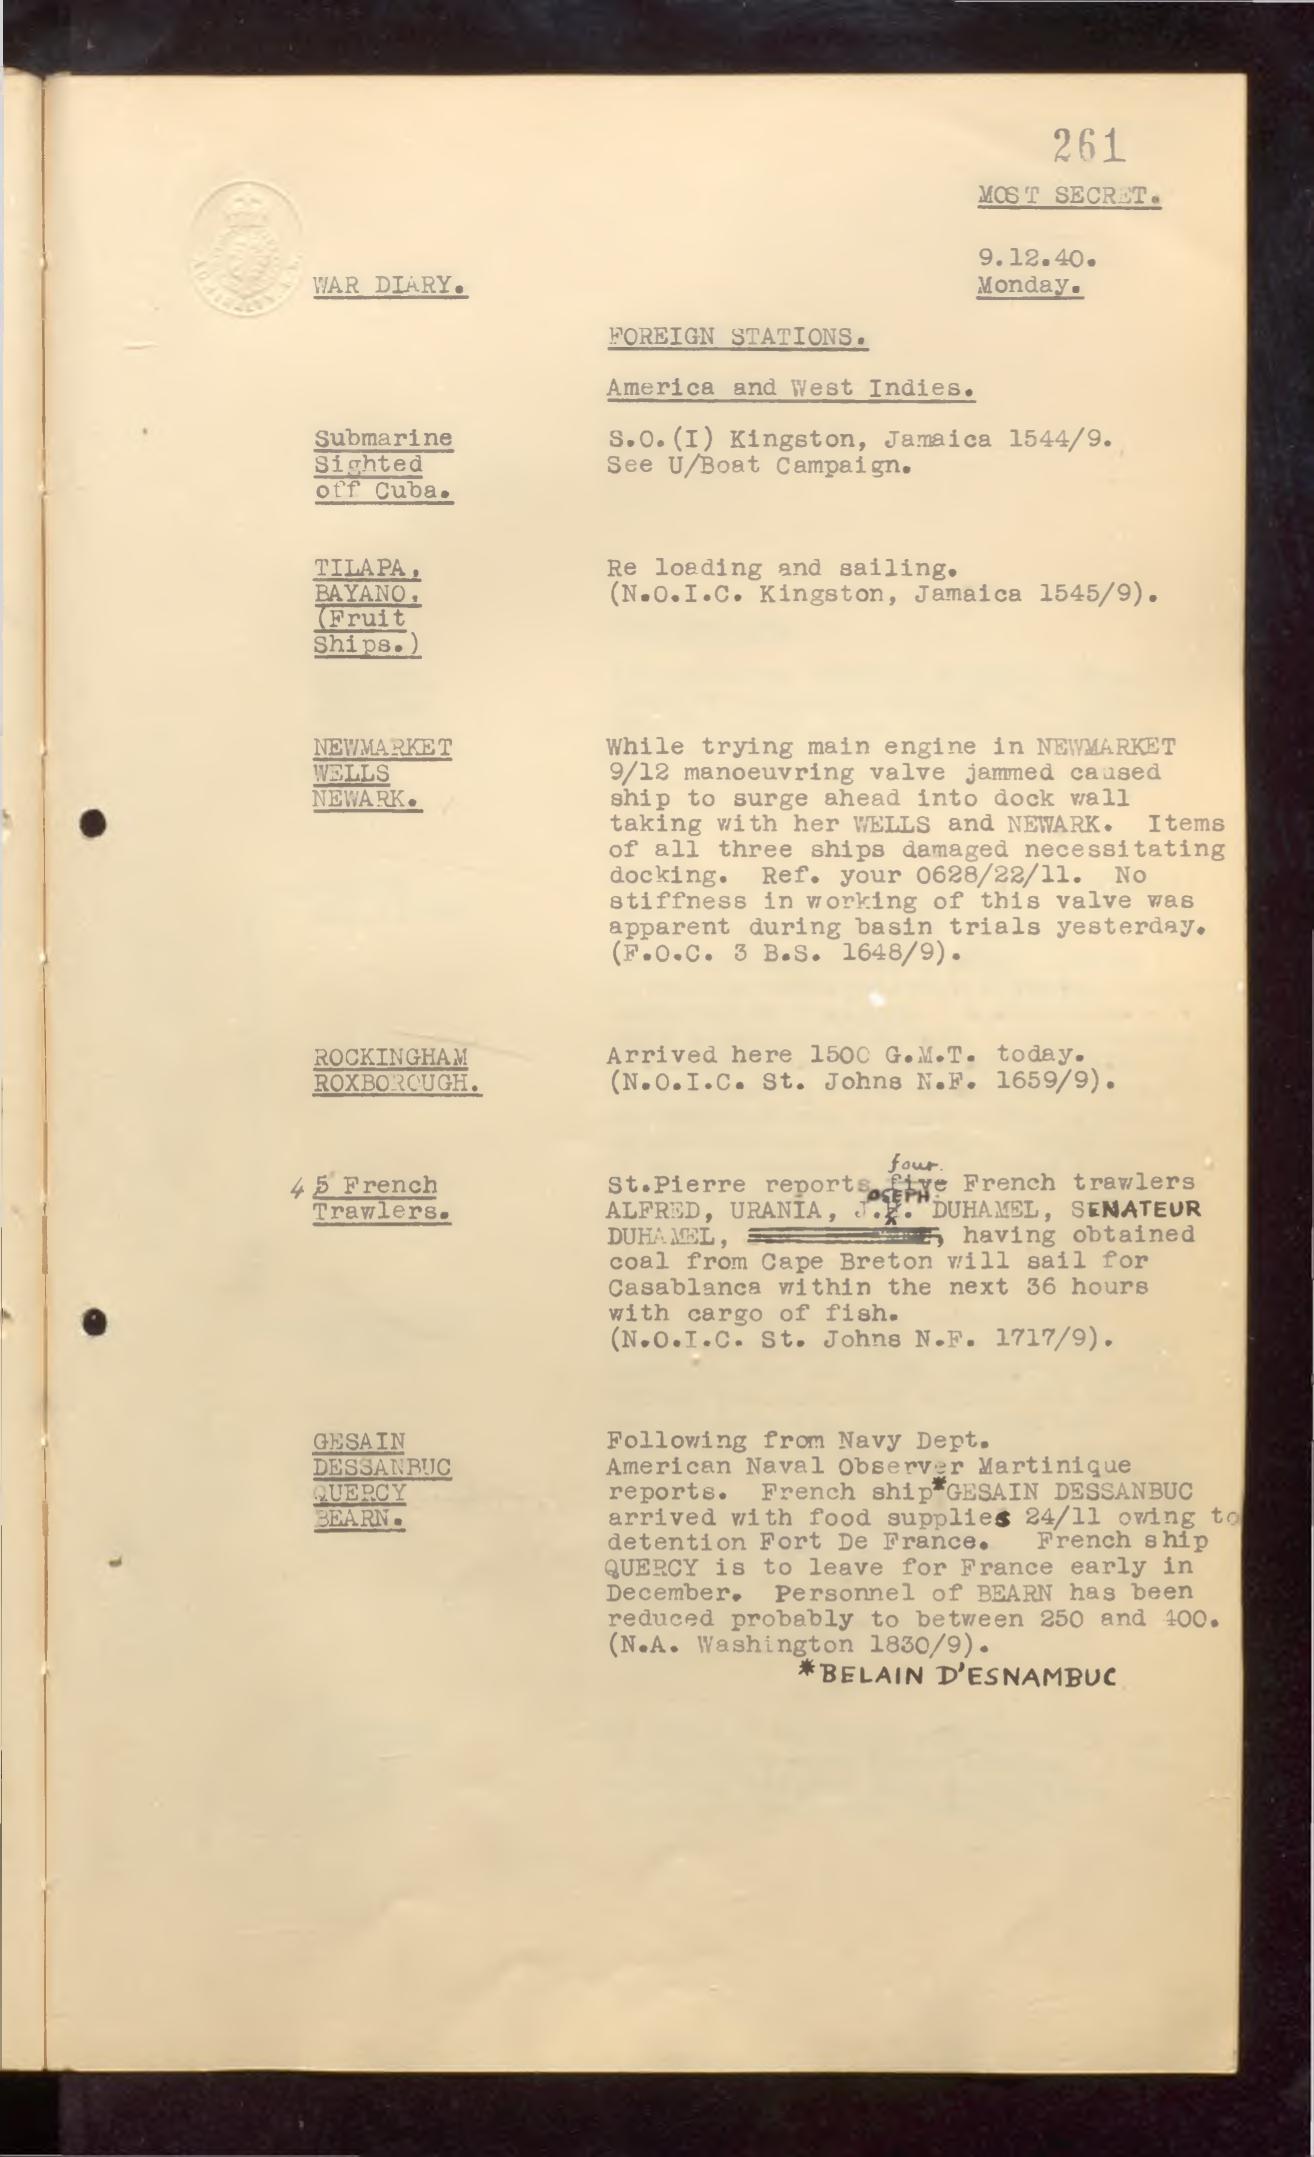 261
MOST SECRET.
9.12.40.
Monday.
WAR DIARY.
FOREIGN STATIONS.
America and West Indies.
Submarine
Sighted
off Cuba.
S.O.(I) Kingston, Jamaica 1544/9.
See U/Boat Campaign.
TILAPA,
BAYANO,
(Fruit
Ships.)
Re loading and sailing.
(N.O.I.C. Kingston, Jamaica 1545/9).
NEWMARKET
WELLS
NEWARK.
While trying main engine in NEWMARKET
9/12 manoeuvring valve jammed caused
ship to surge ahead into dock wall
taking with her WELLS and NEWARK. Items
of all three ships damaged necessitating
docking. Ref. your 0628/22/11. No
stiffness in working of this valve was
apparent during basin trials yesterday.
(F.O.C. 3 B.S. 1648/9).
ROCKINGHAM
ROXBOROUGH.
Arrived here 1500 G.M.T. today.
(N.O.I.C. St. Johns N.F. 1659/9).
4 5 French
Trawlers.
four
St.Pierre reports five French trawlers
OSEPH
ALFRED, URANIA, J. DUHAMEL, SENATEUR
DUHAMEL, having obtained
coal from Cape Breton will sail for
Casablanca within the next 36 hours
with cargo of fish.
(N.O.I.C. St. Johns N.F. 1717/9).
GESAIN
DESSANBUC
QUERCY
BEARN.
Following from Navy Dept.
American Naval Observer Martinique
reports. French ship *GESAIN DESSANBUC
arrived with food supplies 24/11 owing to
detention Fort De France. French ship
QUERCY is to leave for France early in
December. Personnel of BEARN has been
reduced probably to between 250 and 400.
(N.A. Washington 1830/9).
*BELAIN D'ESNAMBUC